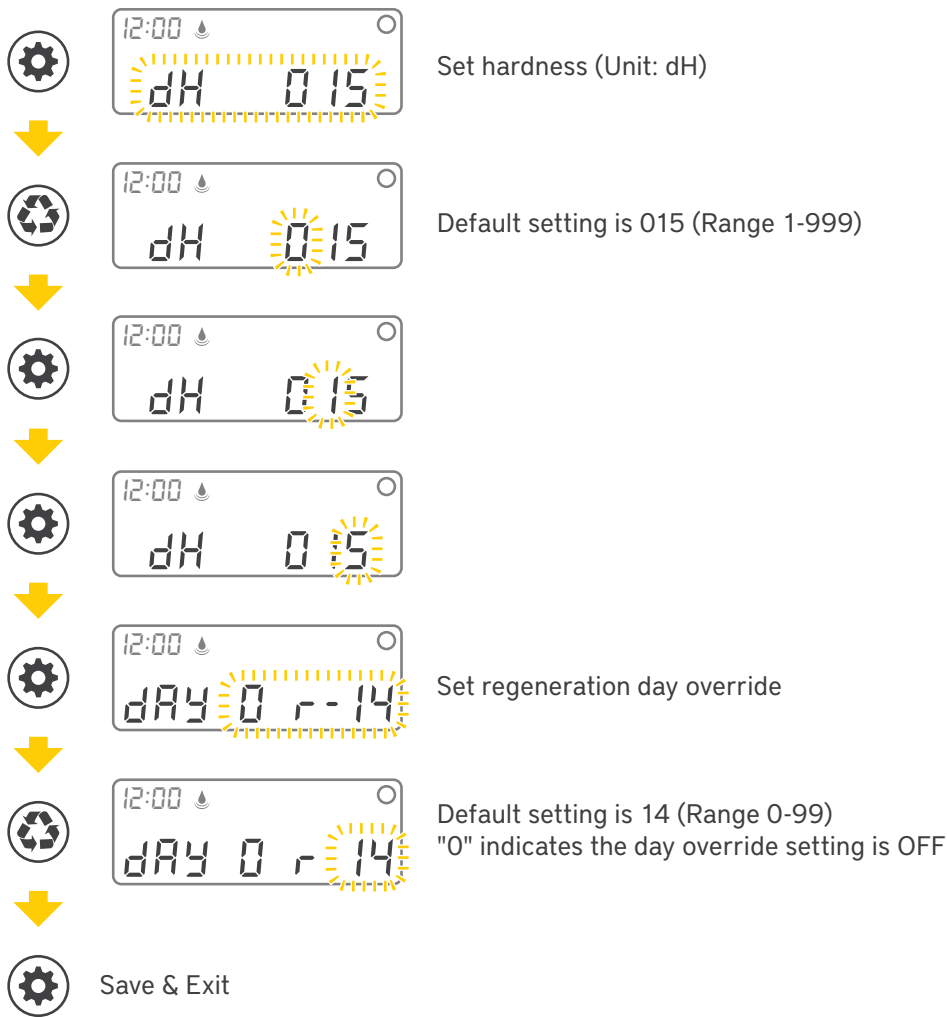 12:00
dH 015
Set hardness (Unit: dH)
12:00
dH 015
Default setting is 015 (Range 1-999)
12:00
dH 015
12:00
dH 015
12:00
dAY 0 r-14
Set regeneration day override
12:00
dAY 0 r 14
Default setting is 14 (Range 0-99)
"0" indicates the day override setting is OFF
Save & Exit